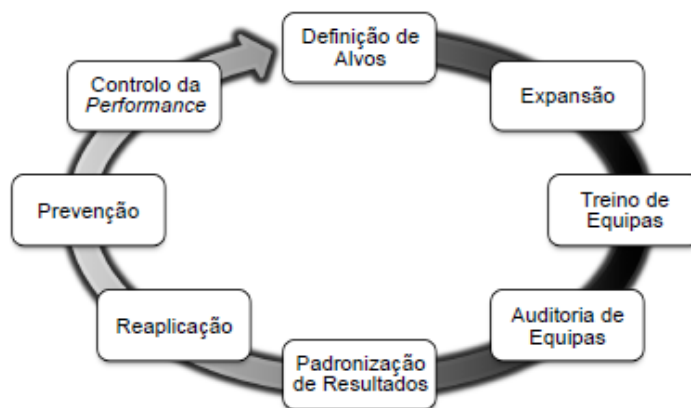 Definição de
Alvos
Expansão
Treino de
Equipas
Auditoria de
Equipas
Padronização
de Resultados
Reaplicação
Prevenção
Controlo da
Performance